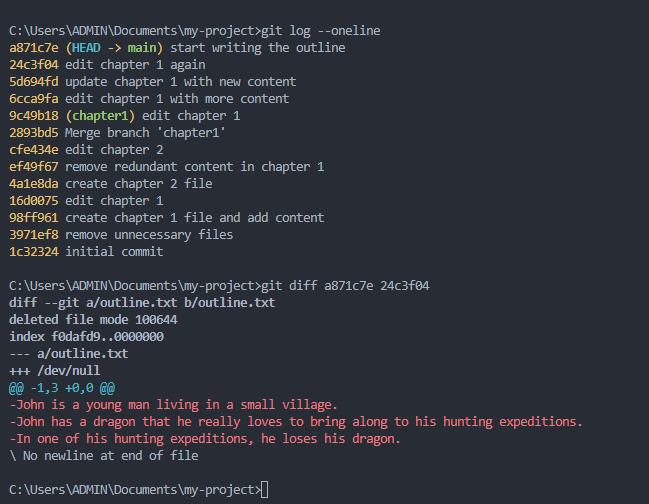 C:\Users\ADMIN\Documents\my-project>git log --oneline
a871c7e (HEAD -> main) start writing the outline
24c3f04 edit chapter 1 again
5d694fd update chapter 1 with new content
6cca9fa edit chapter 1 with more content
9c49b18 (chapter1) edit chapter 1
2893bd5 Merge branch 'chapter1'
cfe434e edit chapter 2
ef49f67 remove redundant content in chapter 1
4a1e8da create chapter 2 file
16d0075 edit chapter 1
98ff961 create chapter 1 file and add content
3971ef8 remove unnecessary files
1c32324 initial commit
C:\Users\ADMIN\Documents\my-project>git diff a871c7e 24c3f04
diff --git a/outline.txt b/outline.txt
deleted file mode 100644
index f0dafd9..0000000
--- a/outline.txt
+++ /dev/null
@@ -1,3 +0,0 @@
-John is a young man living in a small village.
-John has a dragon that he really loves to bring along to his hunting expeditions.
-In one of his hunting expeditions, he loses his dragon.
\ No newline at end of file
C:\Users\ADMIN\Documents\my-project>